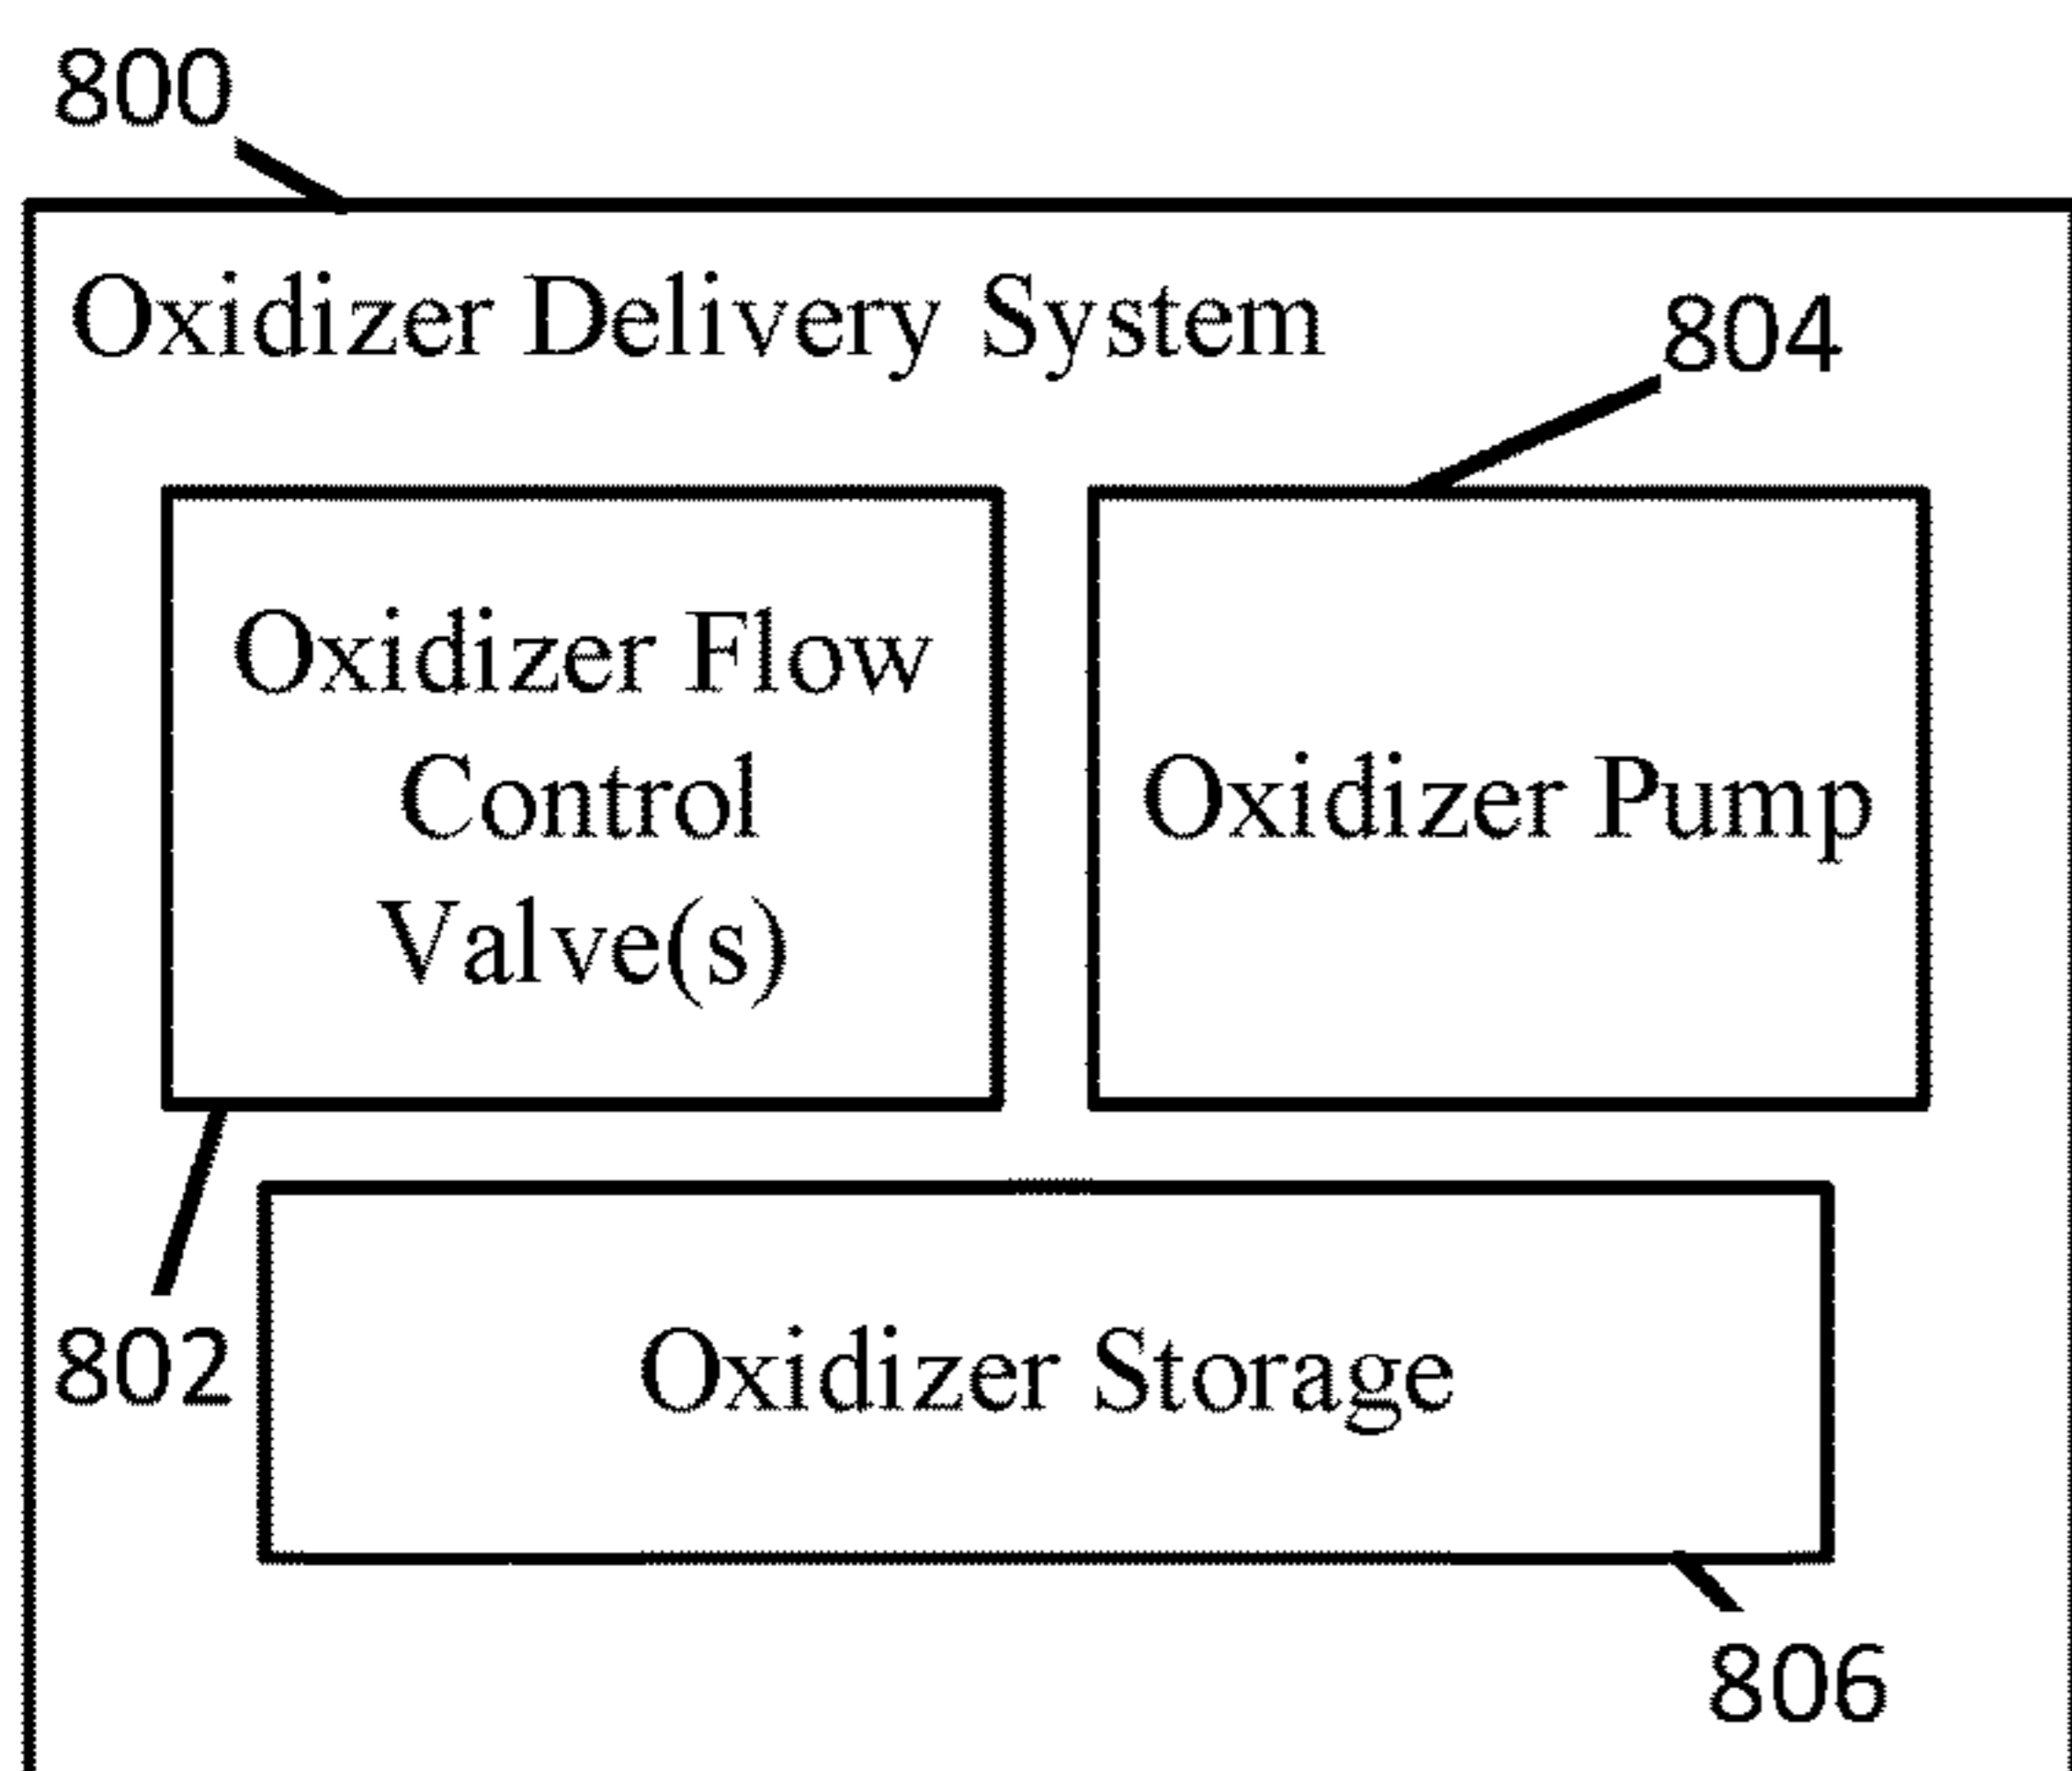 800
Oxidizer Delivery System
804
Oxidizer Flow
Control
Valve(s)
Oxidizer Pump
802
Oxidizer Storage
806